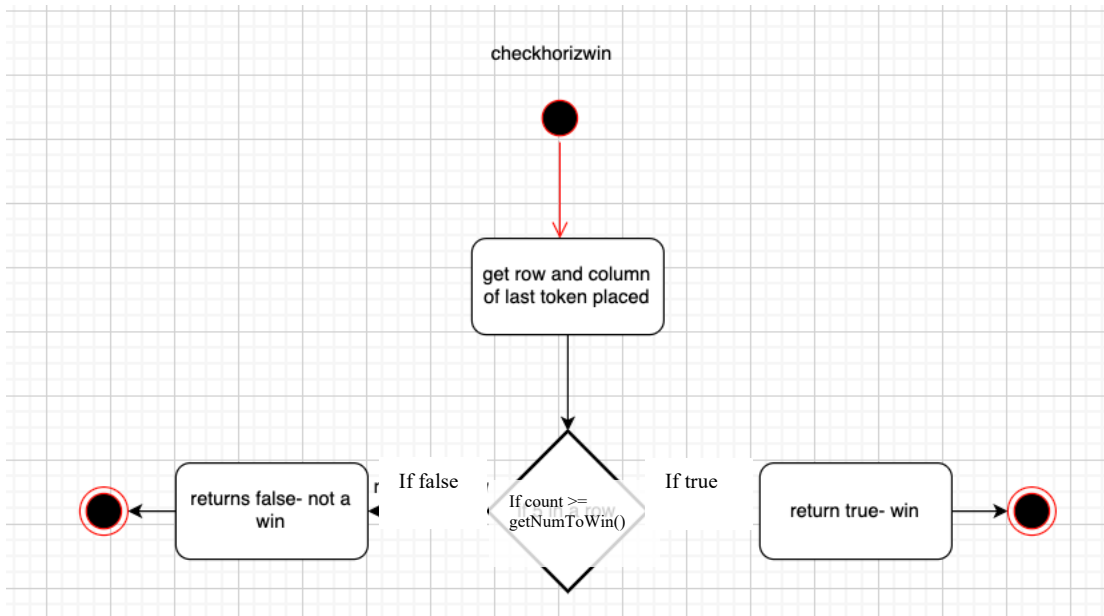 checkhorizwin
get row and column
of last token placed
If false
If true
If count >=
getNumToWin()
returns false- not a
win
return true- win